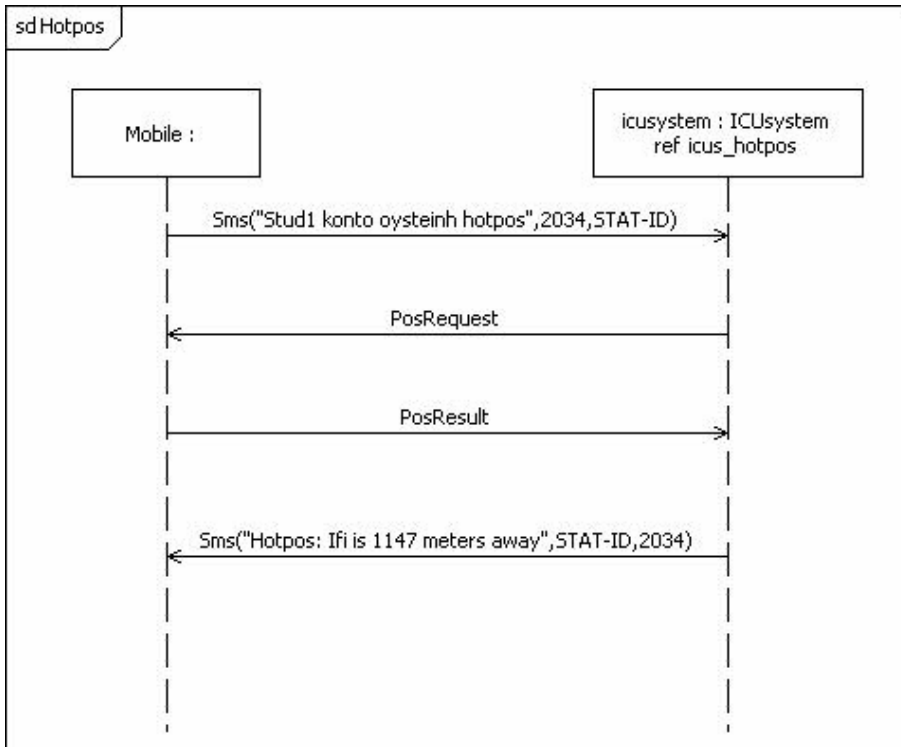 sd Hotpos
Mobile :
icusystem : ICUsystem
ref icus_hotpos
Sms("Stud1 konto oysteinh hotpos",2034,STAT-ID)
PosRequest
PosResult
Sms("Hotpos: Ifi is 1147 meters away",STAT-ID,2034)